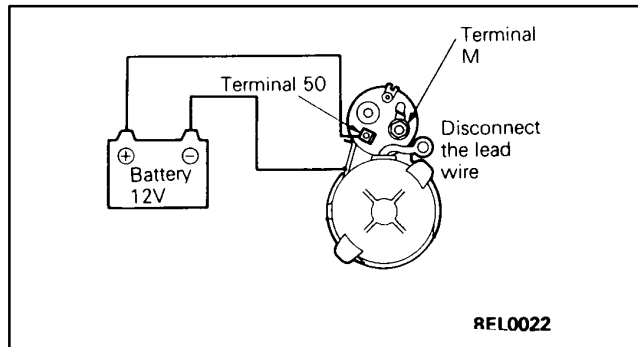 Terminal
M
Terminal 50
Disconnect
the lead
wire
+ −
Battery
12V
8EL0022